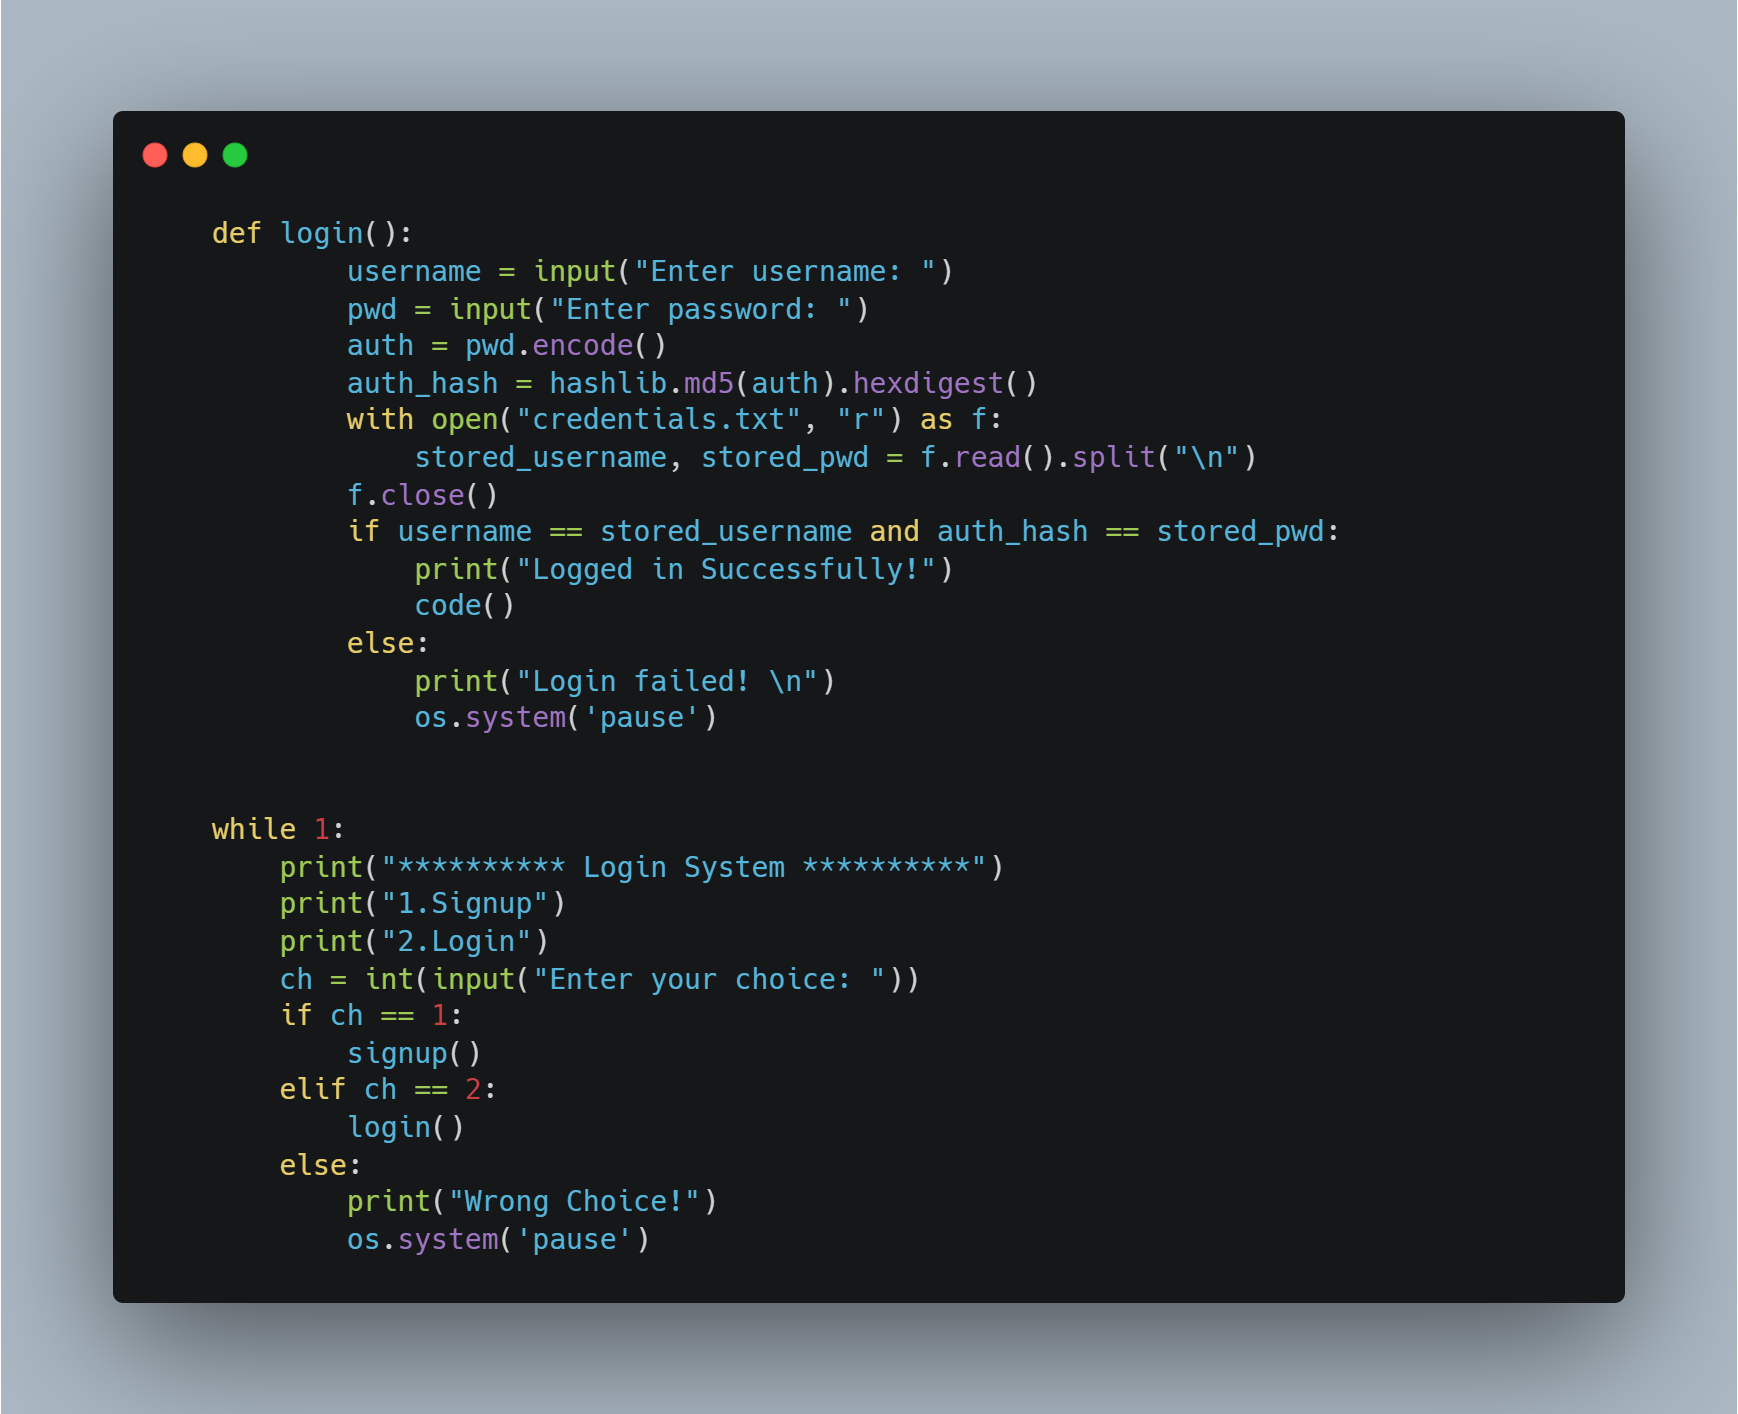 def login():
        username = input("Enter username: ")
        pwd = input("Enter password: ")
        auth = pwd.encode()
        auth_hash = hashlib.md5(auth).hexdigest()
        with open("credentials.txt", "r") as f:
            stored_username, stored_pwd = f.read().split("\n")
        f.close()
        if username == stored_username and auth_hash == stored_pwd:
            print("Logged in Successfully!")
            code()
        else:
            print("Login failed! \n")
            os.system('pause')
while 1:
    print("********** Login System **********")
    print("1.Signup")
    print("2.Login")
    ch = int(input("Enter your choice: "))
    if ch == 1:
        signup()
    elif ch == 2:
        login()
    else:
        print("Wrong Choice!")
        os.system('pause')